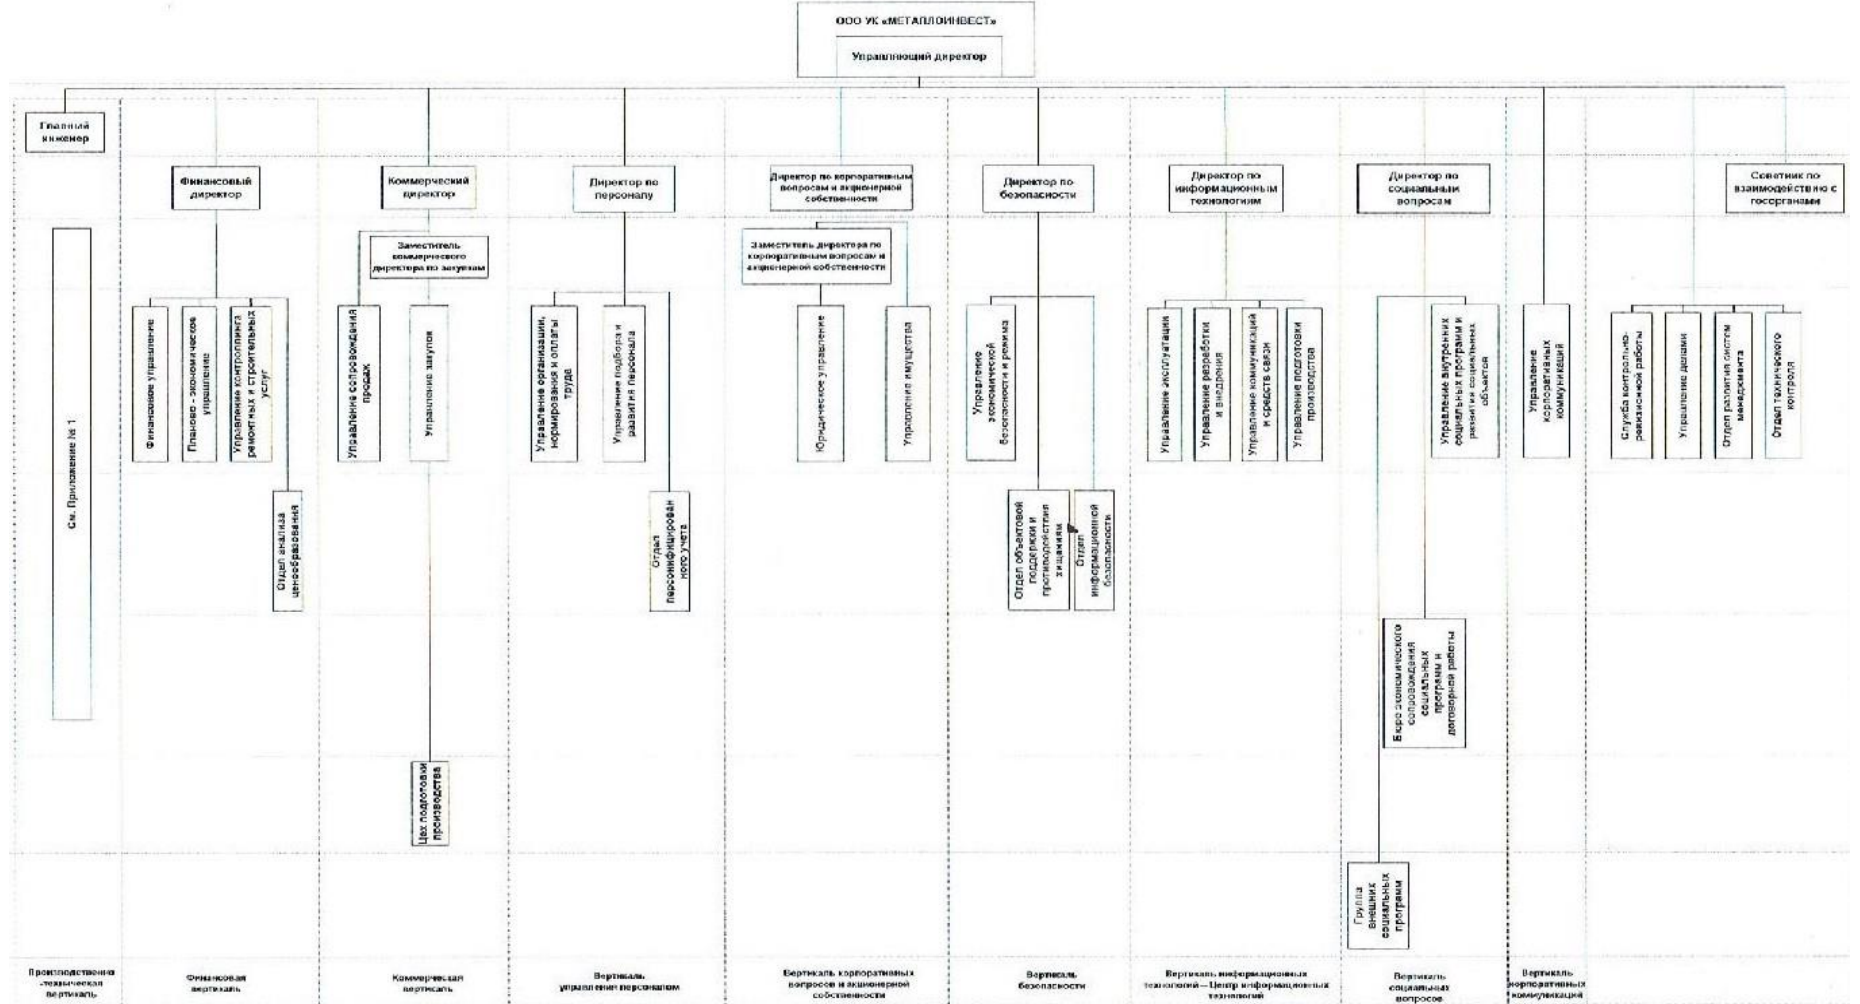 ООО УК «МЕТАЛЛОИНВЕСТ»
Управляющий директор
Главный
инженер
Финансовый
директор
Коммерческий
директор
Директор по
персоналу
Директор по корпоративным
вопросам и акционерной
собственности
Директор по
безопасности
Директор по
информационным
технологиям
Директор по
социальным
вопросам
Советник по
взаимодействию с
госорганами
Заместитель
коммерческого
директора по закупкам
Заместитель директора по
корпоративным вопросам и
акционерной собственности
См. Приложение № 1
Финансовое управление
Планово - экономическое
управление
Управление контроллинга
ремонтных и строительных
услуг
Управление сопровождения
продаж
Управление закупок
Управление организации,
нормирования и оплаты
труда
Управление подбора и
развития персонала
Юридическое управление
Управление имущества
Управление
экономической
безопасности и режима
Управление эксплуатации
Управление разработки
и внедрения
Управление коммуникаций
и средств связи
Управление подготовки
производства
Управление внутренних
социальных программ и
развития социальных
объектов
Управление
корпоративных
коммуникаций
Служба контрольно-
ревизионной работы
Управление делами
Отдел развития систем
менеджмента
Отдел технического
контроля
Отдел анализа
ценообразования
Отдел
персонифицирован
ного учета
Отдел объектовой
поддержки и
противодействия
хищениям
Отдел
информационной
безопасности
Бюро экономического
сопровождения
социальных
программ и
договорной работы
Цех подготовки
производства
Группа
внешних
социальных
программ
Производственно
-техническая
вертикаль
Финансовая
вертикаль
Коммерческая
вертикаль
Вертикаль
управления персоналом
Вертикаль корпоративных
вопросов и акционерной
собственности
Вертикаль
безопасности
Вертикаль информационных
технологий — Центр информационных
технологий
Вертикаль
социальных
вопросов
Вертикаль
корпоративных
коммуникаций